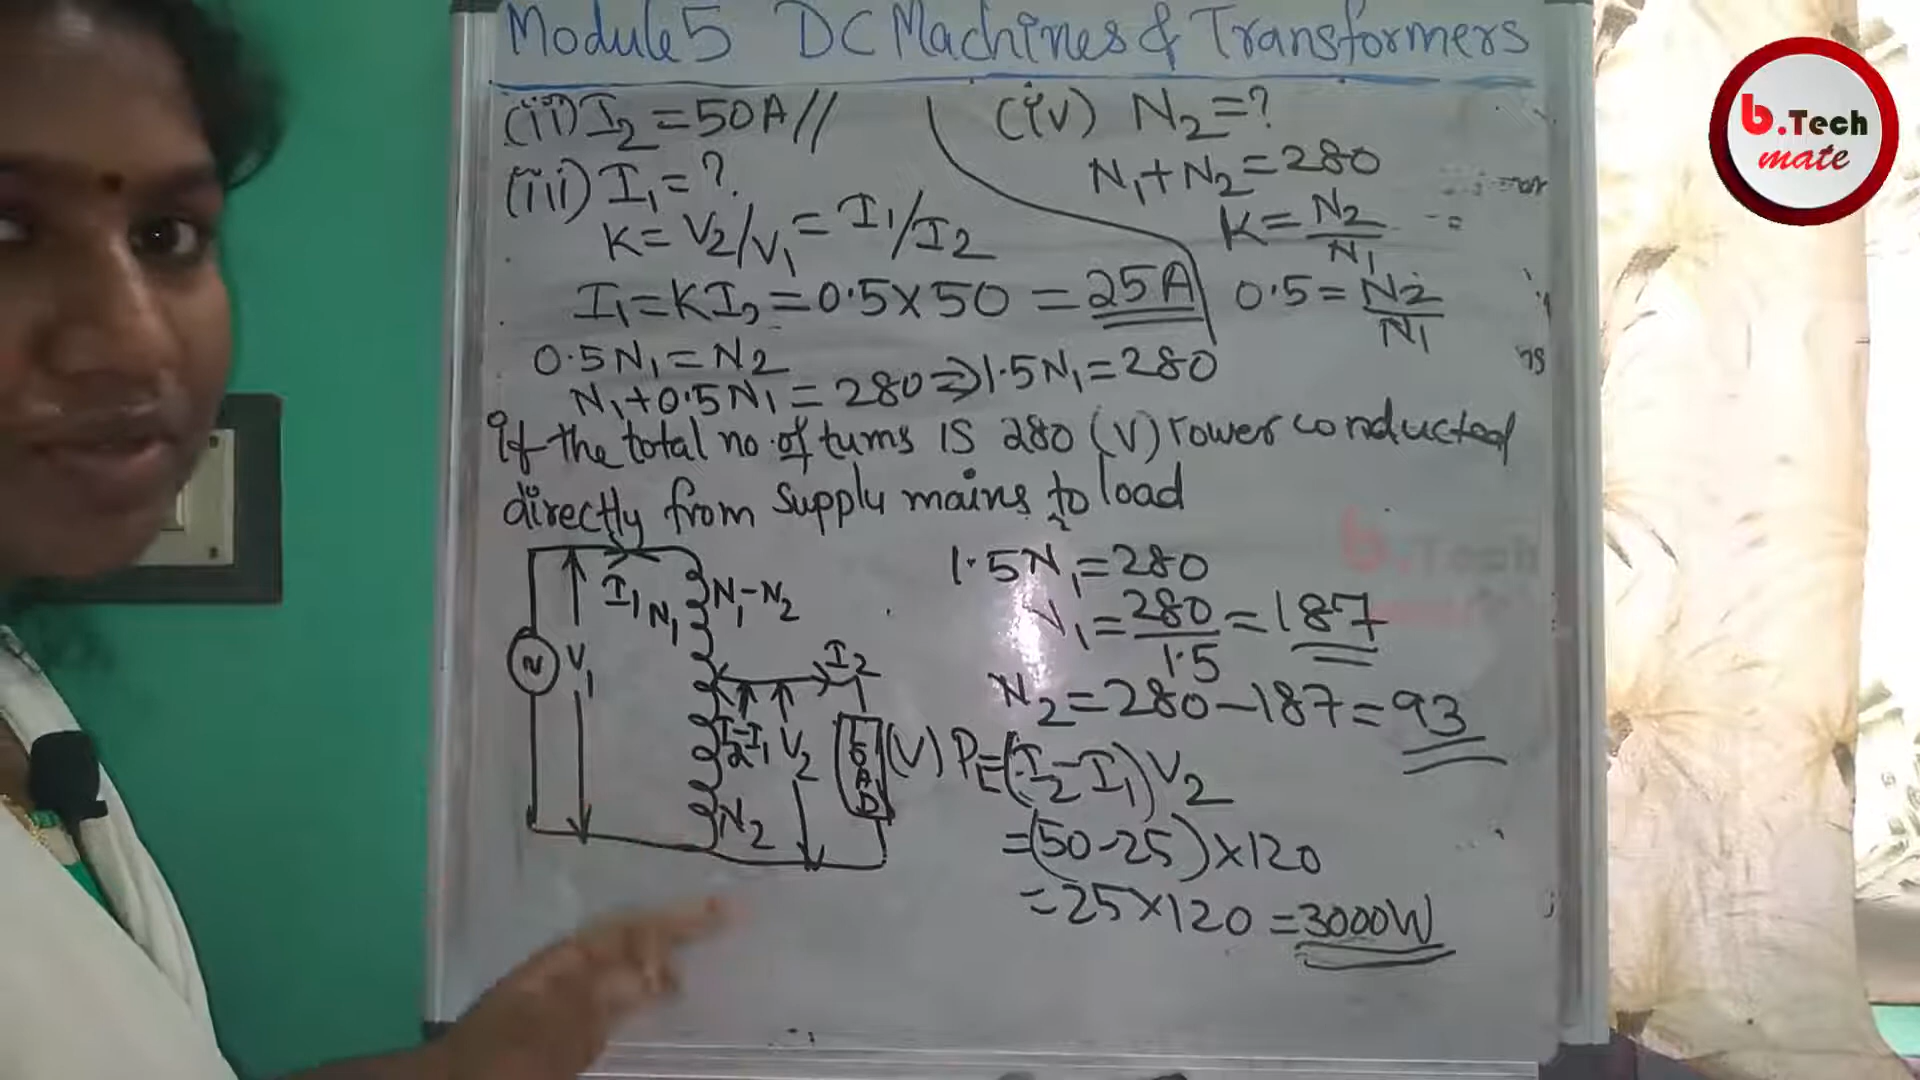 Module 5 DC Machines & Transformers
(ii) I2 = 50A //
(iii) I1 = ?
K = V2/V1 = I1/I2
I1 = KI2 = 0.5 × 50 = 25A
(iv) N2 = ?
N1 + N2 = 280
K = N2/N1
0.5 = N2/N1
0.5N1 = N2
N1 + 0.5N1 = 280 ⇒ 1.5N1 = 280
if the total no. of turns is 280 (V) Power conducted
directly from supply mains to load
I1
N1
N1-N2
V1
I2
I2-I1
V2
LOAD
N2
1.5N1 = 280
N1 = 280/1.5 = 187
N2 = 280 - 187 = 93
(V) P = (I2 - I1) V2
= (50-25) × 120
= 25 × 120 = 3000W
b.Tech
mate